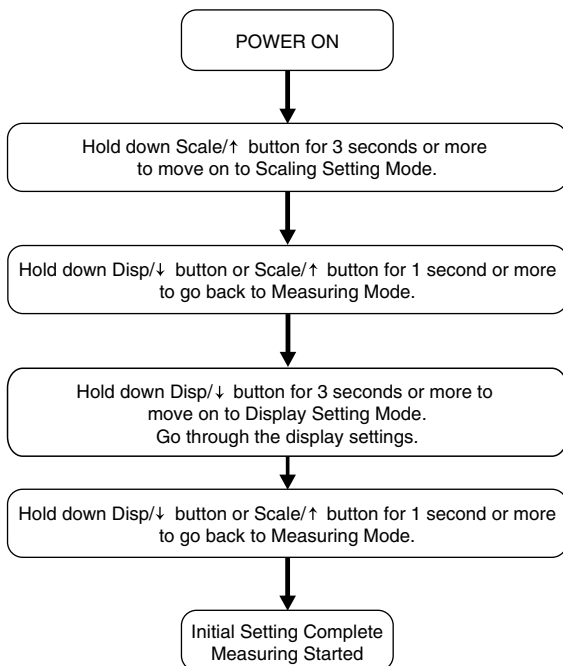 POWER ON
Hold down Scale/↑ button for 3 seconds or more
to move on to Scaling Setting Mode.
Hold down Disp/↓ button or Scale/↑ button for 1 second or more
to go back to Measuring Mode.
Hold down Disp/↓ button for 3 seconds or more to
move on to Display Setting Mode.
Go through the display settings.
Hold down Disp/↓ button or Scale/↑ button for 1 second or more
to go back to Measuring Mode.
Initial Setting Complete
Measuring Started